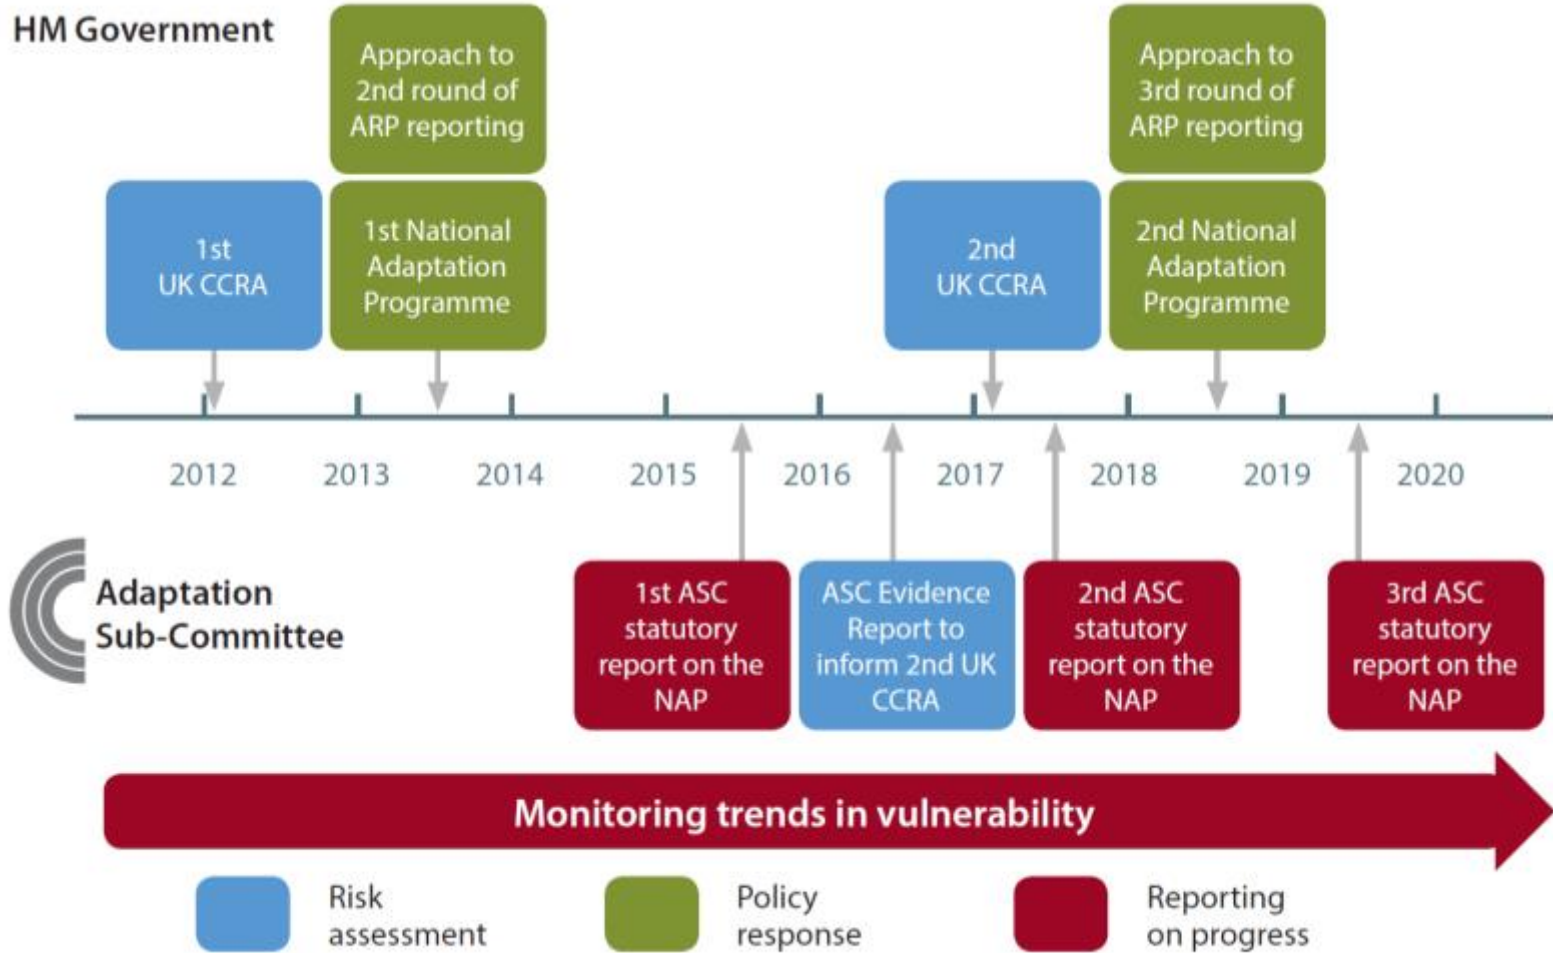 HM Government
Approach to
2nd round of
ARP reporting
Approach to
3rd round of
ARP reporting
1st
UK CCRA
1st National
Adaptation
Programme
2nd
UK CCRA
2nd National
Adaptation
Programme
2012
2013
2014
2015
2016
2017
2018
2019
2020
Adaptation
Sub-Committee
1st ASC
statutory
report on the
NAP
ASC Evidence
Report to
inform 2nd UK
CCRA
2nd ASC
statutory
report on the
NAP
3rd ASC
statutory
report on the
NAP
Monitoring trends in vulnerability
Risk
assessment
Policy
response
Reporting
on progress